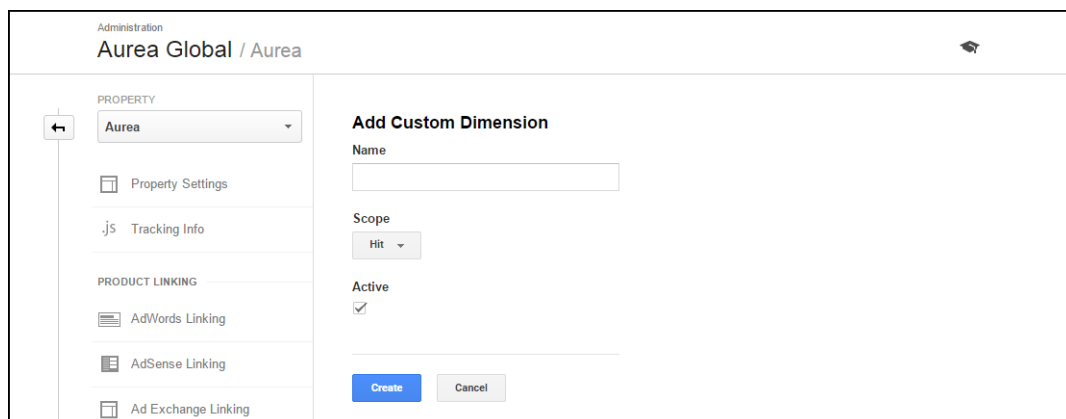 Administration
Aurea Global / Aurea
PROPERTY
Aurea
Property Settings
.js Tracking Info
PRODUCT LINKING
AdWords Linking
AdSense Linking
Ad Exchange Linking
Add Custom Dimension
Name
Scope
Hit
Active
Create Cancel